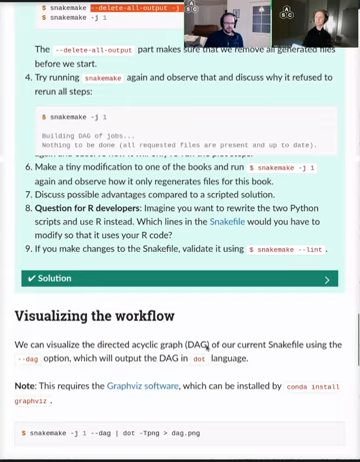 $ snakemake --delete-all-output -j
$ snakemake -j 1
The --delete-all-output part makes sure that we remove all generated files
before we start.
4. Try running snakemake again and observe that and discuss why it refused to
rerun all steps:
$ snakemake -j 1
Building DAG of jobs...
Nothing to be done (all requested files are present and up to date).
6. Make a tiny modification to one of the books and run $ snakemake -j 1
again and observe how it only regenerates files for this book.
7. Discuss possible advantages compared to a scripted solution.
8. Question for R developers: Imagine you want to rewrite the two Python
scripts and use R instead. Which lines in the Snakefile would you have to
modify so that it uses your R code?
9. If you make changes to the Snakefile, validate it using $ snakemake --lint .
✔ Solution
Visualizing the workflow
We can visualize the directed acyclic graph (DAG) of our current Snakefile using the
--dag option, which will output the DAG in dot language.
Note: This requires the Graphviz software, which can be installed by conda install
graphviz .
$ snakemake -j 1 --dag | dot -Tpng > dag.png